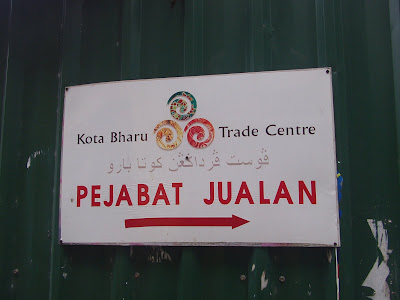 Kota Bharu Trade Centre
ڤوست ڤرداڬڠن كوتا بارو
PEJABAT JUALAN